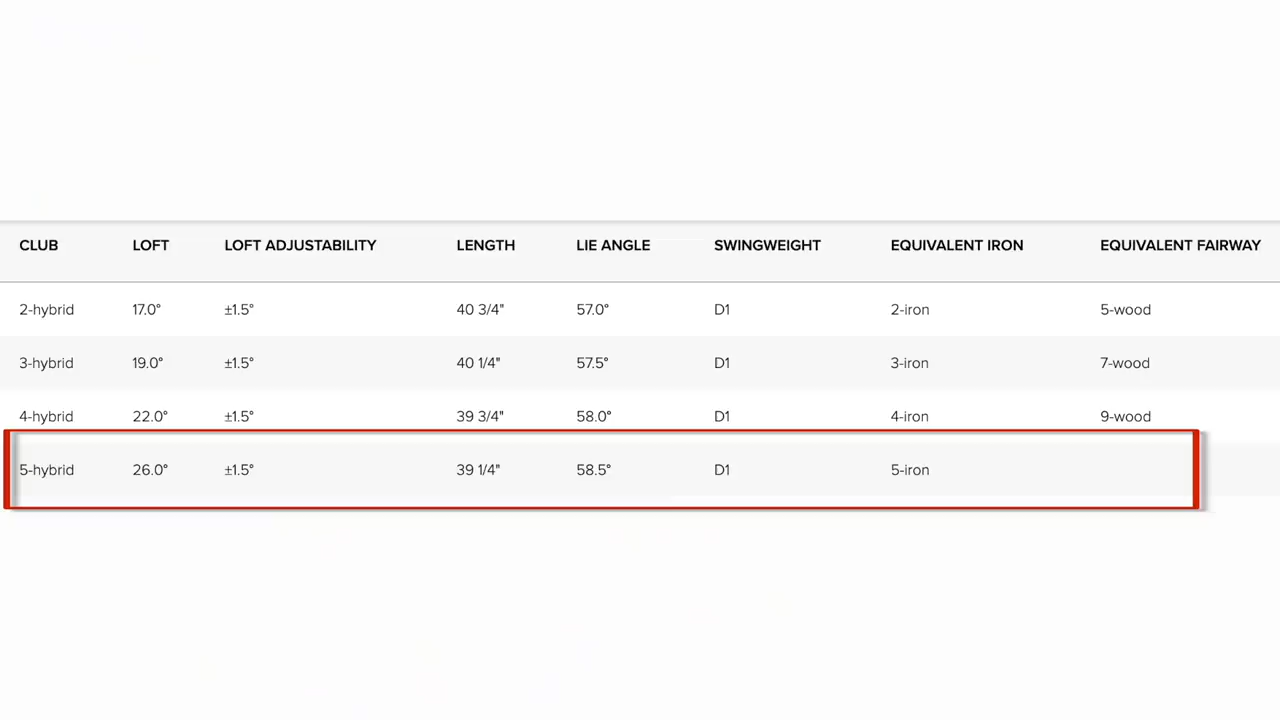 CLUB LOFT LOFT ADJUSTABILITY LENGTH LIE ANGLE SWINGWEIGHT EQUIVALENT IRON EQUIVALENT FAIRWAY
2-hybrid 17.0° ±1.5° 40 3/4" 57.0° D1 2-iron 5-wood
3-hybrid 19.0° ±1.5° 40 1/4" 57.5° D1 3-iron 7-wood
4-hybrid 22.0° ±1.5° 39 3/4" 58.0° D1 4-iron 9-wood
5-hybrid 26.0° ±1.5° 39 1/4" 58.5° D1 5-iron